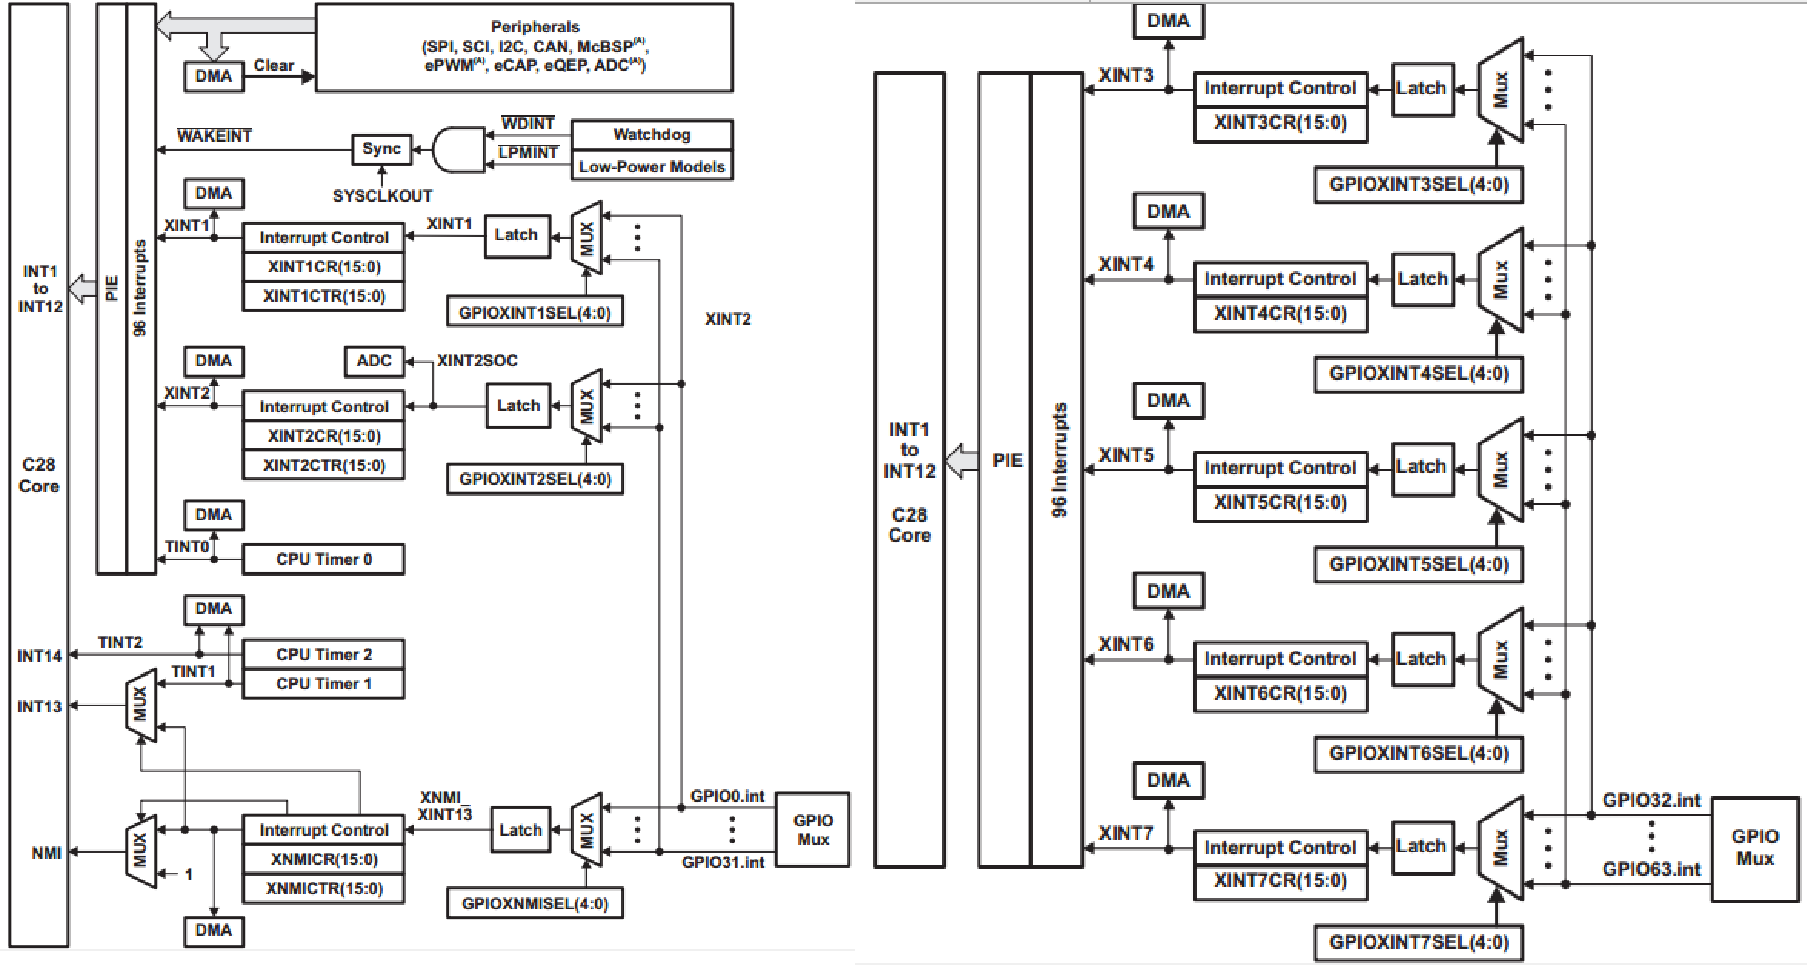 Peripherals
(SPI, SCI, I2C, CAN, McBSP(A),
ePWM(A), eCAP, eQEP, ADC(A))
DMA
Clear
WAKEINT
Sync
SYSCLKOUT
WDINT
LPMINT
Watchdog
Low-Power Models
DMA
XINT1
Interrupt Control
XINT1CR(15:0)
XINT1CTR(15:0)
XINT1
Latch
MUX
GPIOXINT1SEL(4:0)
INT1
to
INT12
PIE
96 Interrupts
XINT2
DMA
ADC
XINT2SOC
XINT2
Interrupt Control
XINT2CR(15:0)
XINT2CTR(15:0)
Latch
MUX
GPIOXINT2SEL(4:0)
C28
Core
DMA
TINT0
CPU Timer 0
DMA
INT14
TINT2
CPU Timer 2
TINT1
CPU Timer 1
INT13
MUX
XNMI_
XINT13
Interrupt Control
XNMICR(15:0)
XNMICTR(15:0)
Latch
MUX
GPIOXNMISEL(4:0)
GPIO0.int
GPIO31.int
GPIO
Mux
NMI
MUX
1
DMA
DMA
XINT3
Interrupt Control
XINT3CR(15:0)
Latch
Mux
GPIOXINT3SEL(4:0)
DMA
XINT4
Interrupt Control
XINT4CR(15:0)
Latch
Mux
GPIOXINT4SEL(4:0)
INT1
to
INT12
C28
Core
PIE
96 Interrupts
DMA
XINT5
Interrupt Control
XINT5CR(15:0)
Latch
Mux
GPIOXINT5SEL(4:0)
DMA
XINT6
Interrupt Control
XINT6CR(15:0)
Latch
Mux
GPIOXINT6SEL(4:0)
DMA
XINT7
Interrupt Control
XINT7CR(15:0)
Latch
Mux
GPIOXINT7SEL(4:0)
GPIO32.int
GPIO63.int
GPIO
Mux